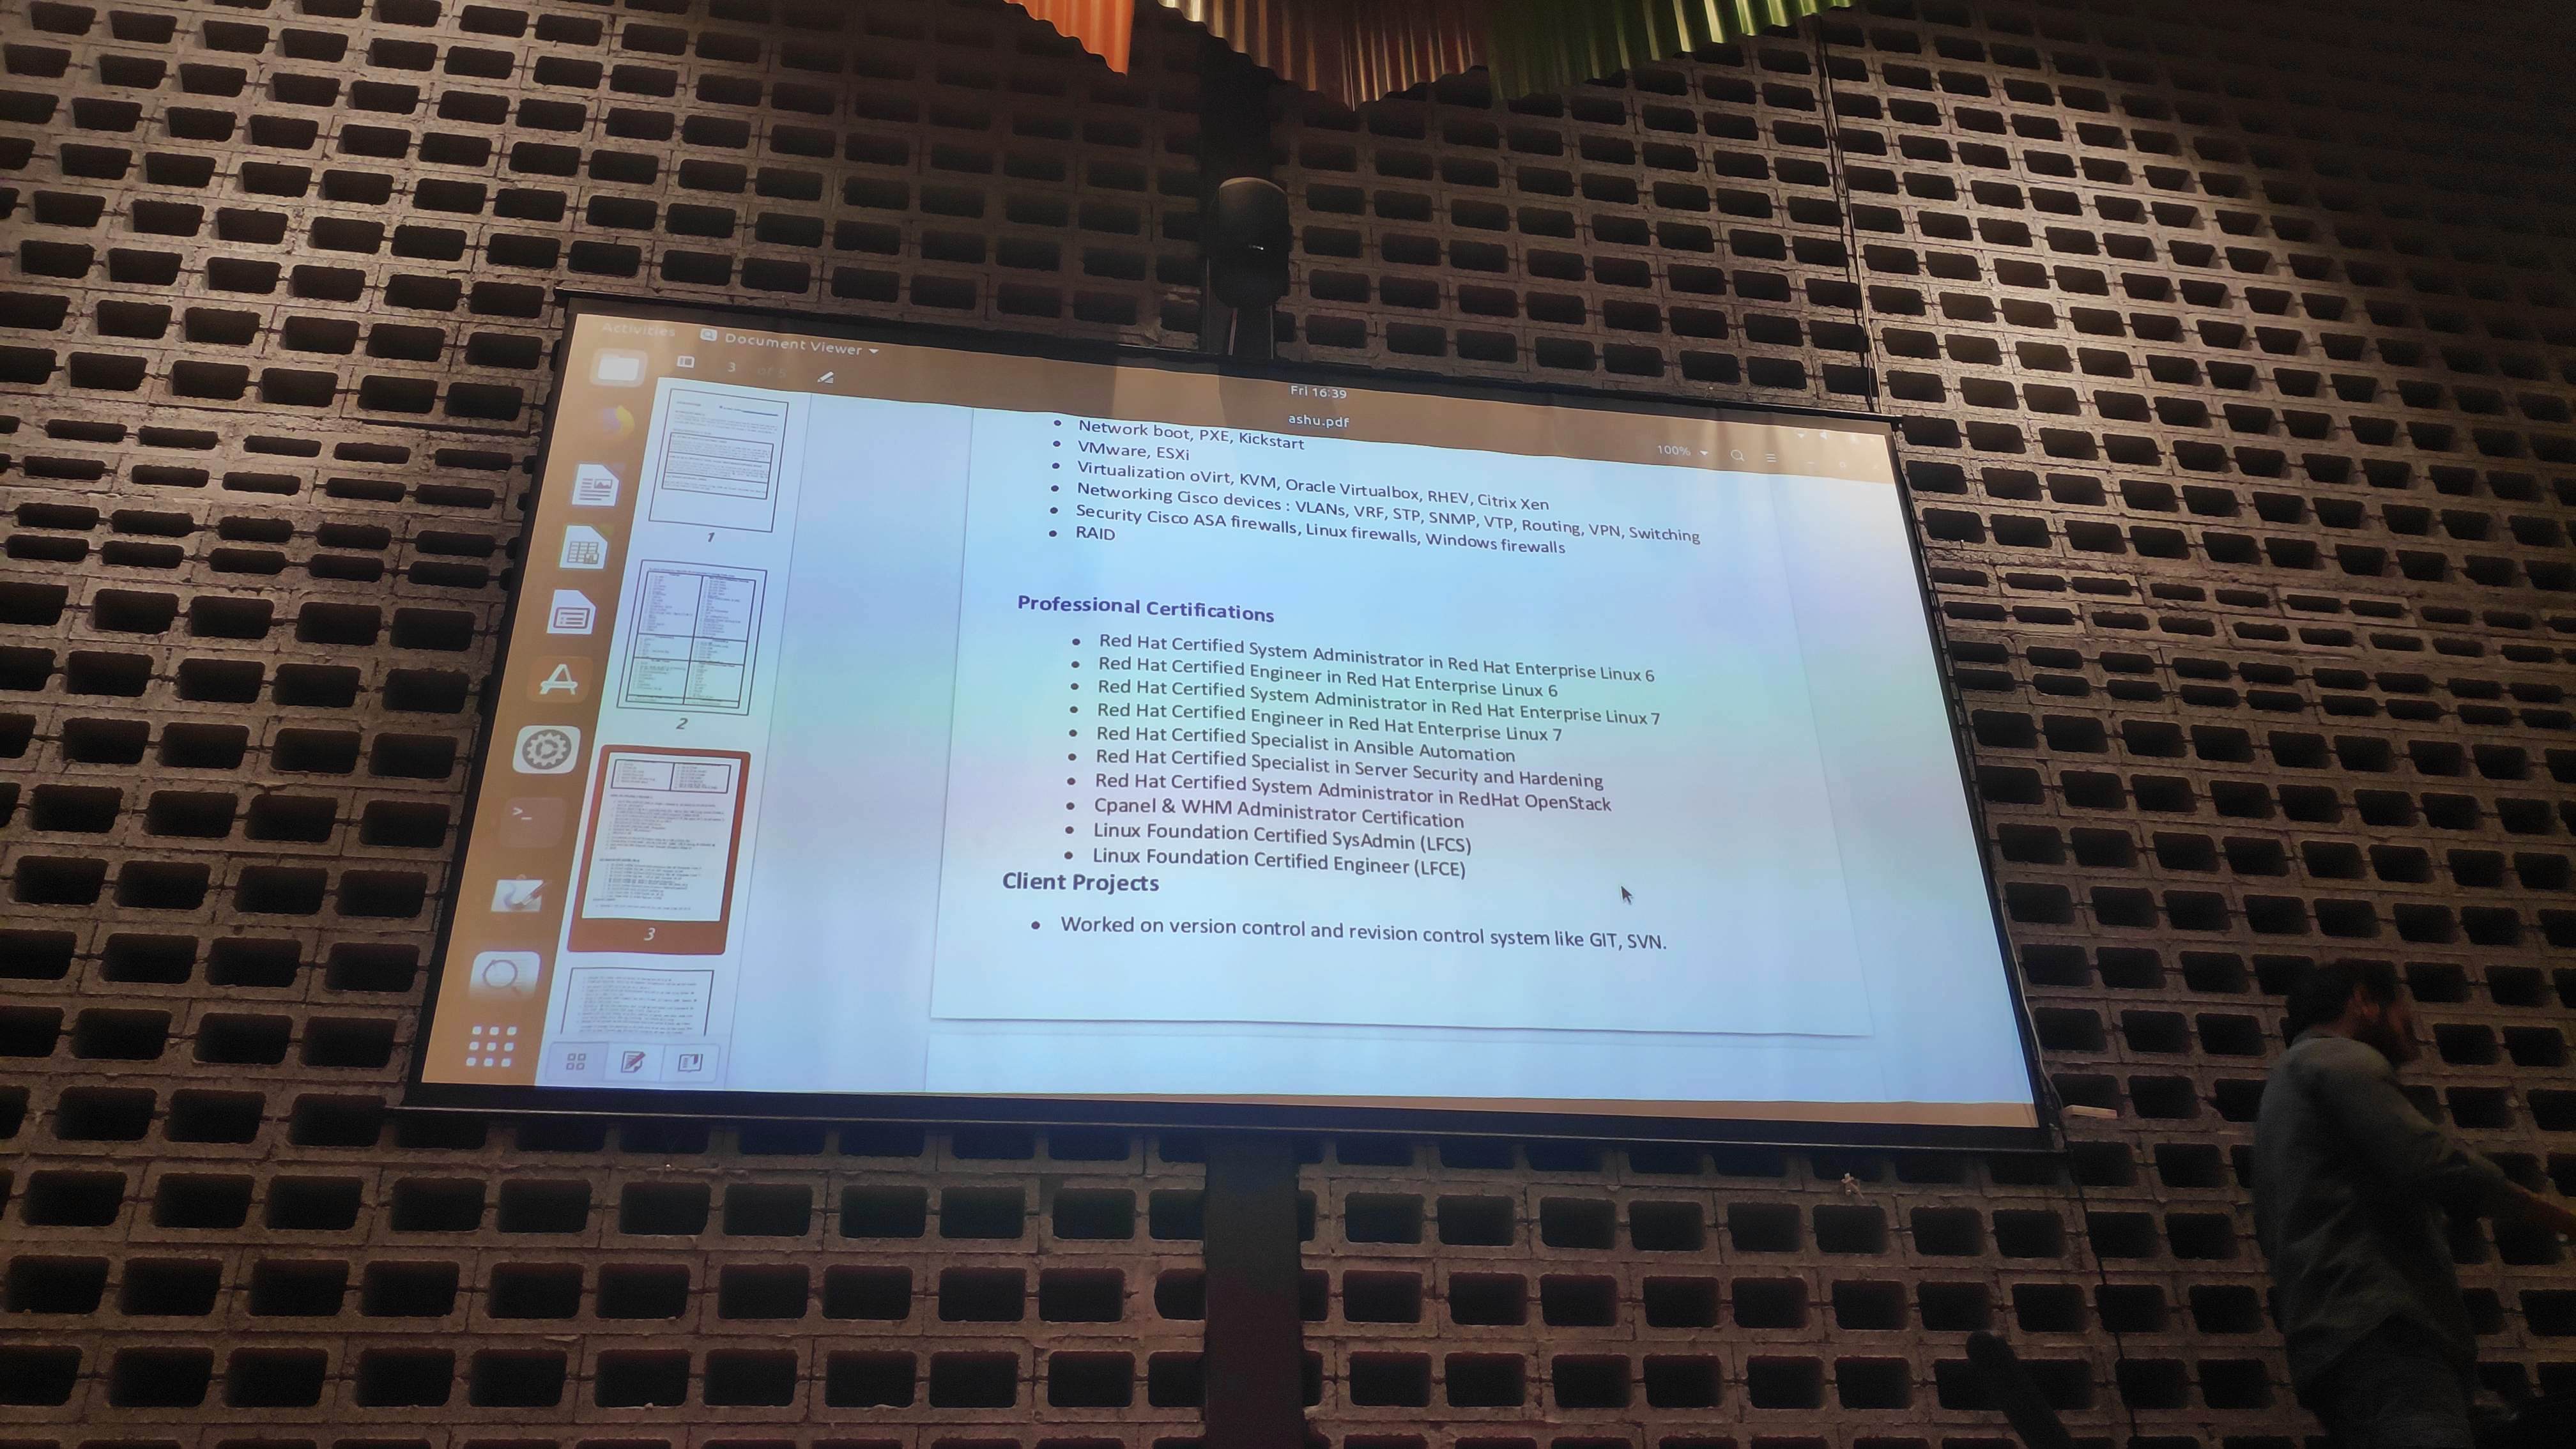 Activities
Document Viewer
Fri 16:39
3 of 5
ashu.pdf
100%
1
2
3
• Network boot, PXE, Kickstart
• VMware, ESXi
• Virtualization oVirt, KVM, Oracle Virtualbox, RHEV, Citrix Xen
• Networking Cisco devices : VLANs, VRF, STP, SNMP, VTP, Routing, VPN, Switching
• Security Cisco ASA firewalls, Linux firewalls, Windows firewalls
• RAID
Professional Certifications
• Red Hat Certified System Administrator in Red Hat Enterprise Linux 6
• Red Hat Certified Engineer in Red Hat Enterprise Linux 6
• Red Hat Certified System Administrator in Red Hat Enterprise Linux 7
• Red Hat Certified Engineer in Red Hat Enterprise Linux 7
• Red Hat Certified Specialist in Ansible Automation
• Red Hat Certified Specialist in Server Security and Hardening
• Red Hat Certified System Administrator in RedHat OpenStack
• Cpanel & WHM Administrator Certification
• Linux Foundation Certified SysAdmin (LFCS)
• Linux Foundation Certified Engineer (LFCE)
Client Projects
• Worked on version control and revision control system like GIT, SVN.